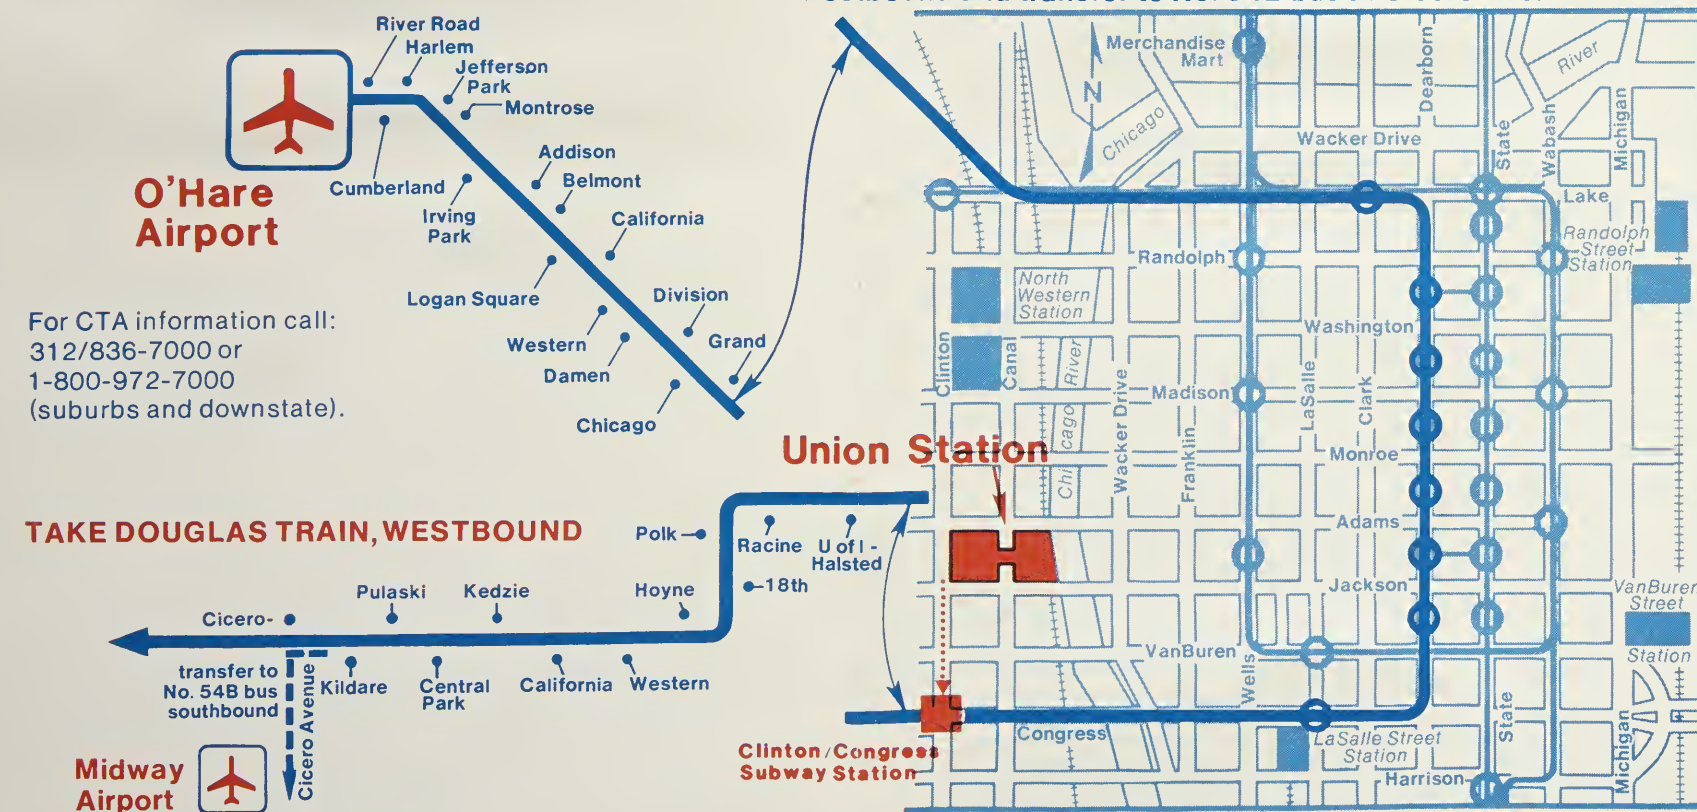 River Road
Harlem
Jefferson
Park
Montrose
Addison
Belmont
Cumberland
California
Irving
Park
O'Hare
Airport
Logan Square
Division
Western
Grand
Damen
Chicago
For CTA information call:
312/836-7000 or
1-800-972-7000
(suburbs and downstate).
TAKE DOUGLAS TRAIN, WESTBOUND
Polk
Racine
U of I -
Halsted
18th
Hoyne
Kedzie
Pulaski
Cicero-
transfer to
No. 54B bus
southbound
Cicero Avenue
Kildare
Central
Park
California
Western
Midway
Airport
Union Station
Clinton/Congress
Subway Station
Merchandise
Mart
N
Chicago
River
Dearborn
State
Wabash
Michigan
Wacker Drive
Lake
Randolph
Street
Station
Randolph
North
Western
Station
Washington
Clinton
Canal
River
Chicago
Chi
Wacker Drive
Madison
Franklin
LaSalle
Clark
Monroe
Adams
Jackson
VanBuren
Street
Station
VanBuren
Wells
Congress
LaSalle Street
Station
State
Michigan
Harrison